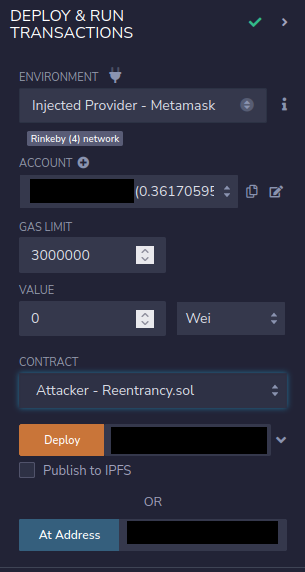 DEPLOY & RUN
TRANSACTIONS
ENVIRONMENT
Injected Provider - Metamask
Rinkeby (4) network
ACCOUNT
(0.36170595
GAS LIMIT
3000000
VALUE
0 Wei
CONTRACT
Attacker - Reentrancy.sol
Deploy
Publish to IPFS
OR
At Address